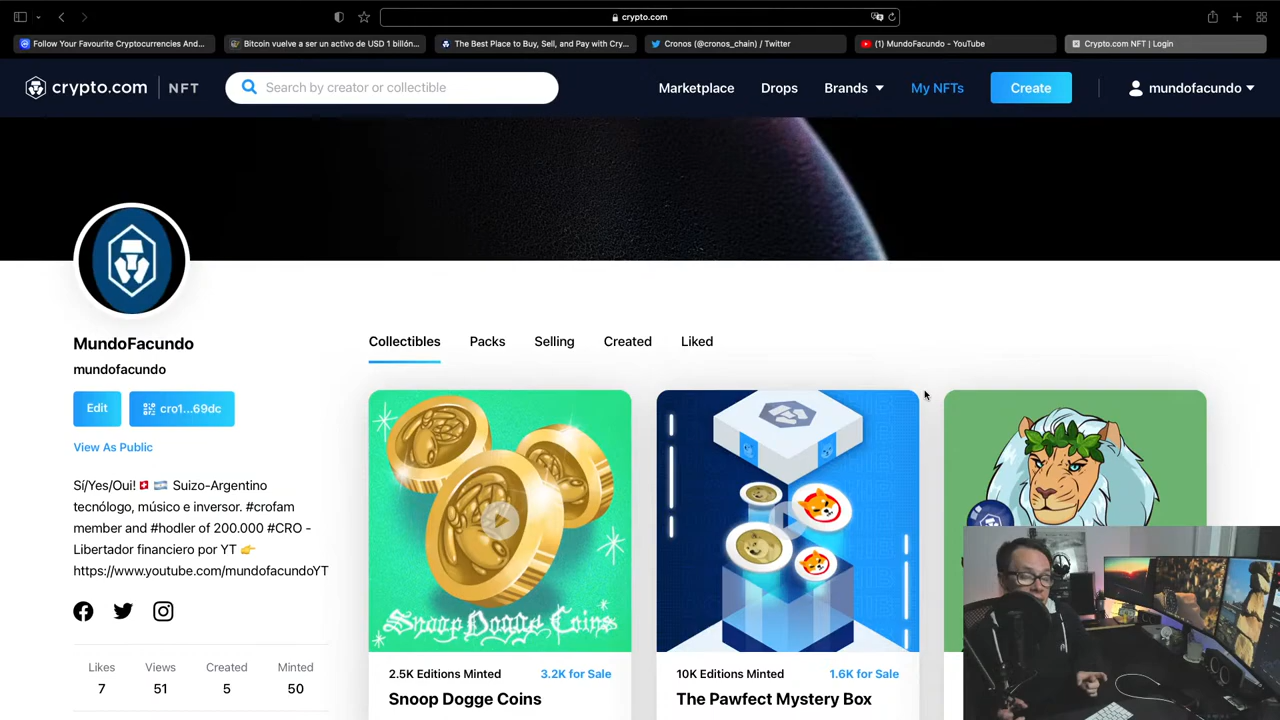 crypto.com
Follow Your Favourite Cryptocurrencies And...
Bitcoin vuelve a ser un activo de USD 1 billón...
The Best Place to Buy, Sell, and Pay with Cry...
Cronos (@cronos_chain) / Twitter
(1) MundoFacundo - YouTube
Crypto.com NFT | Login
crypto.com | NFT
Search by creator or collectible
Marketplace
Drops
Brands
My NFTs
Create
mundofacundo
MundoFacundo
mundofacundo
Edit
cro1...69dc
View As Public
Sí/Yes/Oui! 🇨🇭 🇦🇷 Suizo-Argentino
tecnólogo, músico e inversor. #crofam
member and #hodler of 200.000 #CRO -
Libertador financiero por YT 👉
https://www.youtube.com/mundofacundoYT
Likes
Views
Created
Minted
7
51
5
50
Collectibles
Packs
Selling
Created
Liked
Snoop Dogge Coins
2.5K Editions Minted
3.2K for Sale
Snoop Dogge Coins
10K Editions Minted
1.6K for Sale
The Pawfect Mystery Box